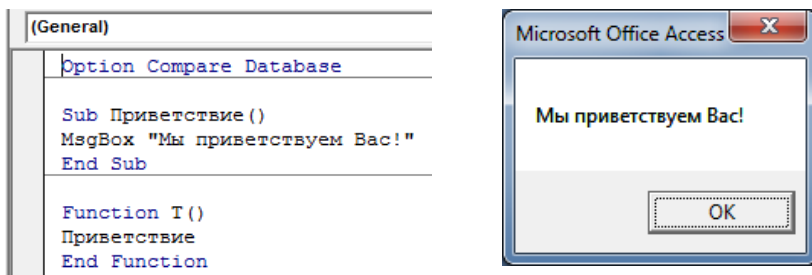 (General)
Option Compare Database
Sub Приветствие()
MsgBox "Мы приветствуем Вас!"
End Sub
Function T()
Приветствие
End Function
Microsoft Office Access
x
Мы приветствуем Вас!
OK